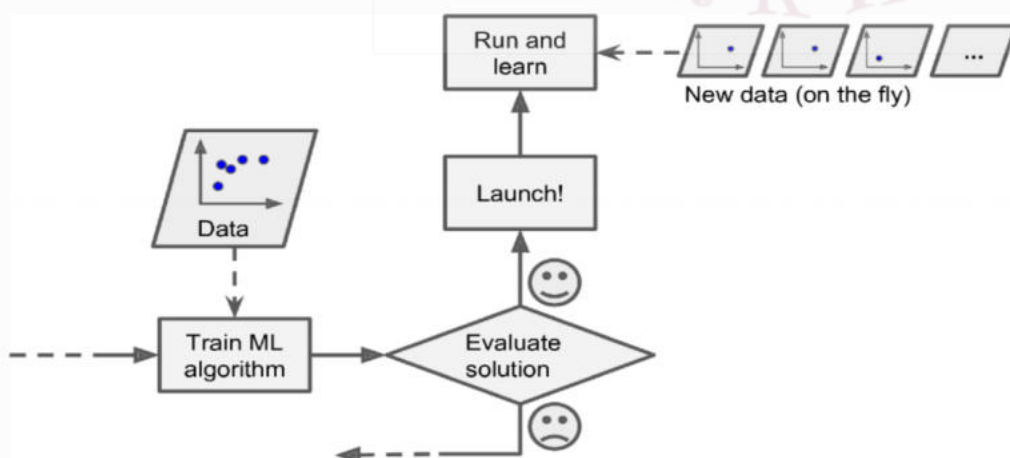 Run and
learn
...
New data (on the fly)
Launch!
Data
Train ML
algorithm
Evaluate
solution